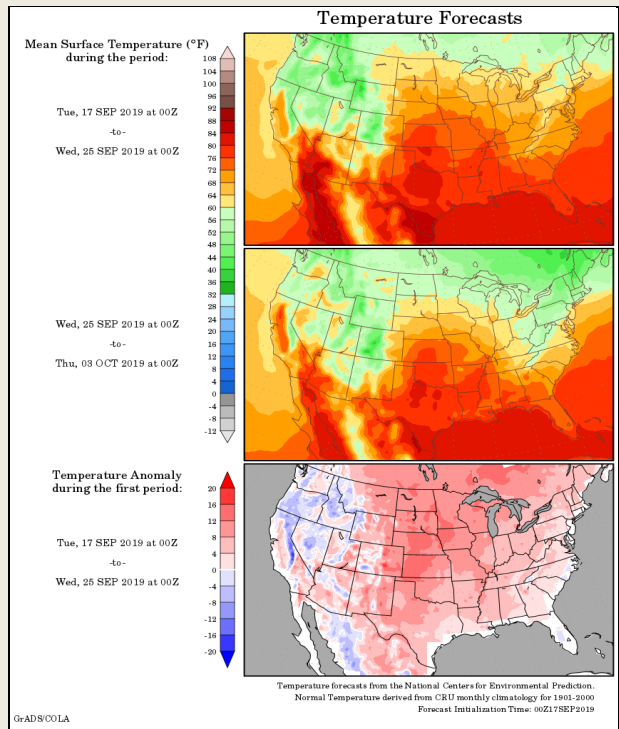 Temperature Forecasts
Mean Surface Temperature (°F)
during the period:
Tue, 17 SEP 2019 at 00Z
-to-
Wed, 25 SEP 2019 at 00Z
108
104
100
96
92
88
84
80
76
72
68
64
60
56
52
48
44
40
36
32
28
24
20
16
12
8
4
0
-4
-8
-12
Wed, 25 SEP 2019 at 00Z
-to-
Thu, 03 OCT 2019 at 00Z
Temperature Anomaly
during the first period:
Tue, 17 SEP 2019 at 00Z
-to-
Wed, 25 SEP 2019 at 00Z
20
16
12
8
4
0
-4
-8
-12
-16
-20
Temperature forecasts from the National Centers for Environmental Prediction.
Normal Temperature derived from CRU monthly climatology for 1901-2000
Forecast Initialization Time: 00Z17SEP2019
GrADS/COLA